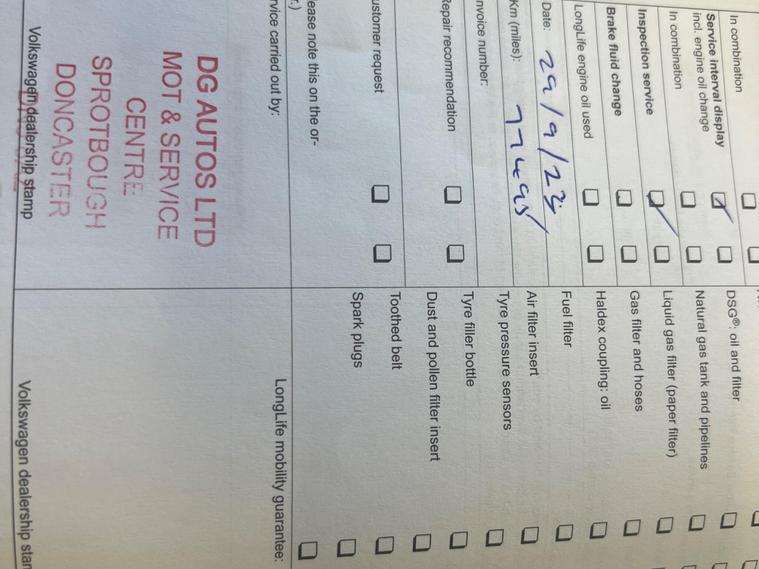 In combination
Service interval display
incl. engine oil change
In combination
Inspection service
Brake fluid change
LongLife engine oil used
Date: 29/9/23
Km (miles): 77495
nvoice number:
Repair recommendation
ustomer request
ease note this on the or-
r.)
rvice carried out by:
DG AUTOS LTD
MOT & SERVICE
CENTRE
SPROTBOUGH
DONCASTER
Volkswagen dealership stamp
DSG®: oil and filter
Natural gas tank and pipelines
Liquid gas filter (paper filter)
Gas filter and hoses
Haldex coupling: oil
Fuel filter
Air filter insert
Tyre pressure sensors
Tyre filler bottle
Dust and pollen filter insert
Toothed belt
Spark plugs
LongLife mobility guarantee:
Volkswagen dealership stam